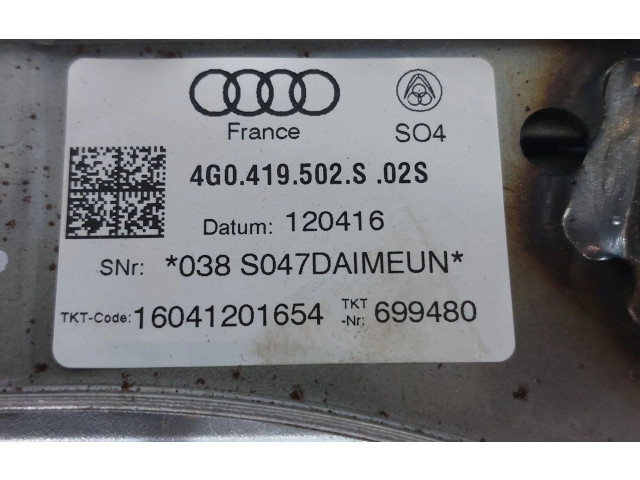 France SO4
4G0.419.502.S .02S
Datum: 120416
SNr: *038 S047DAIMEUN*
TKT-Code: 16041201654 TKT-Nr: 699480